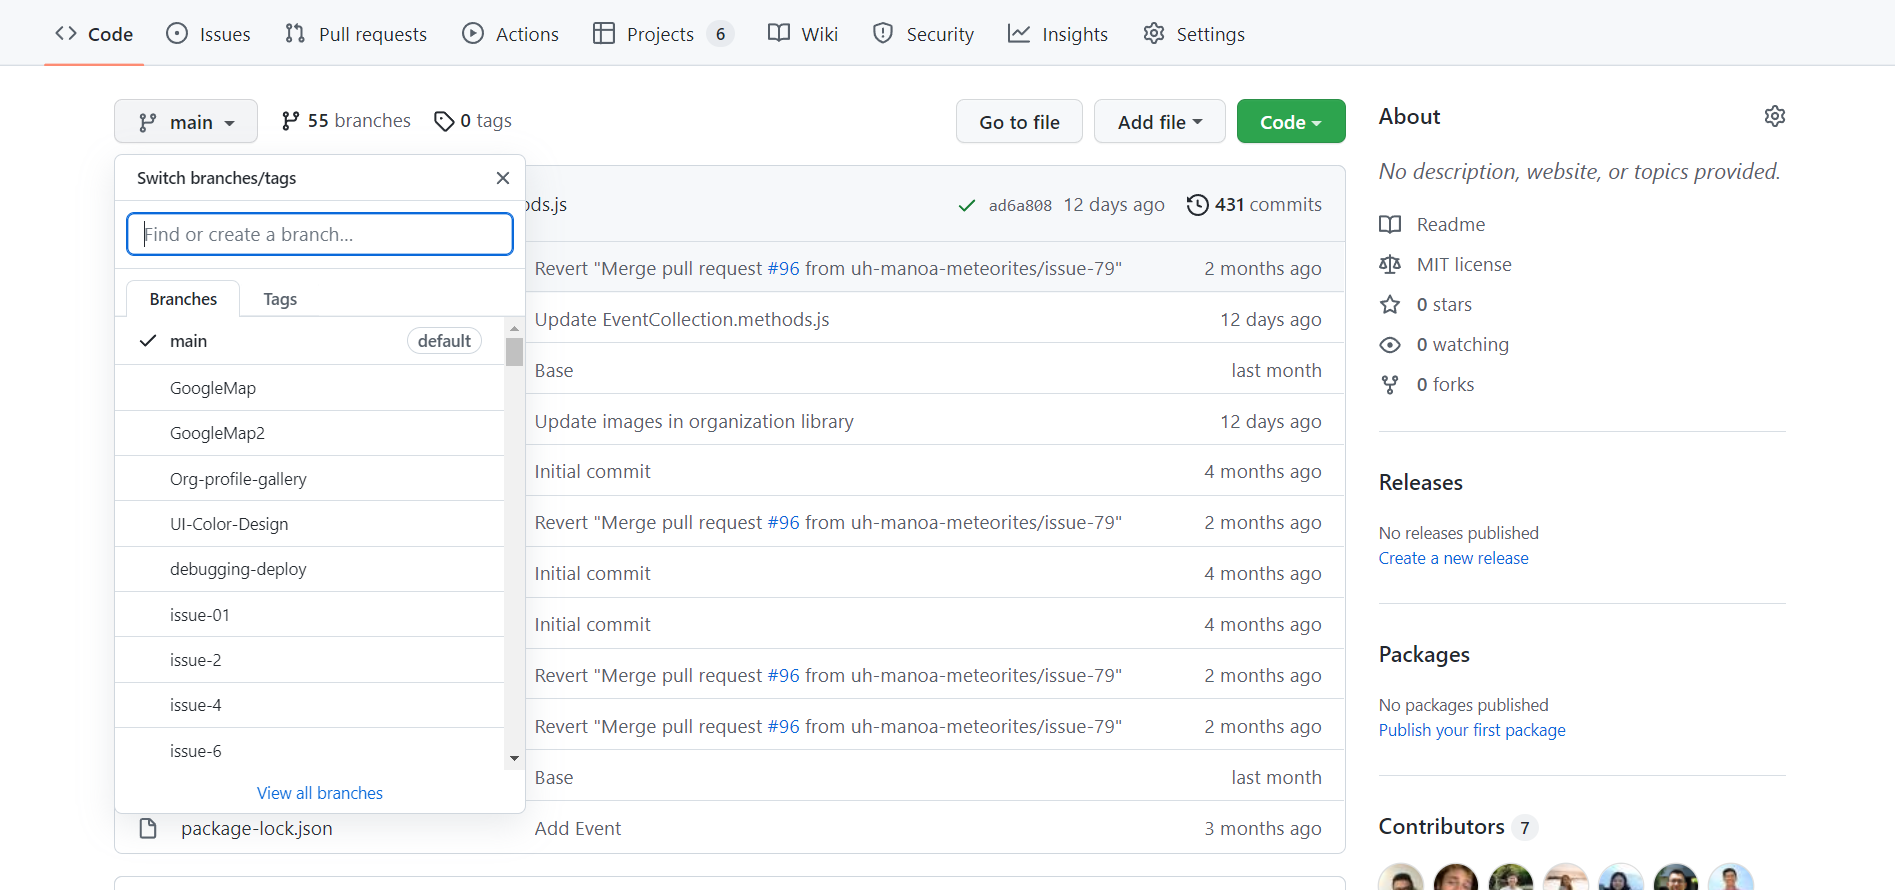 Code Issues Pull requests Actions Projects 6 Wiki Security Insights Settings
main 55 branches 0 tags Go to file Add file Code
Switch branches/tags
Find or create a branch...
Branches Tags
main default
GoogleMap
GoogleMap2
Org-profile-gallery
UI-Color-Design
debugging-deploy
issue-01
issue-2
issue-4
issue-6
View all branches
ds.js ad6a808 12 days ago 431 commits
Revert "Merge pull request #96 from uh-manoa-meteorites/issue-79" 2 months ago
Update EventCollection.methods.js 12 days ago
Base last month
Update images in organization library 12 days ago
Initial commit 4 months ago
Revert "Merge pull request #96 from uh-manoa-meteorites/issue-79" 2 months ago
Initial commit 4 months ago
Initial commit 4 months ago
Revert "Merge pull request #96 from uh-manoa-meteorites/issue-79" 2 months ago
Revert "Merge pull request #96 from uh-manoa-meteorites/issue-79" 2 months ago
Base last month
package-lock.json Add Event 3 months ago
About
No description, website, or topics provided.
Readme
MIT license
0 stars
0 watching
0 forks
Releases
No releases published
Create a new release
Packages
No packages published
Publish your first package
Contributors 7